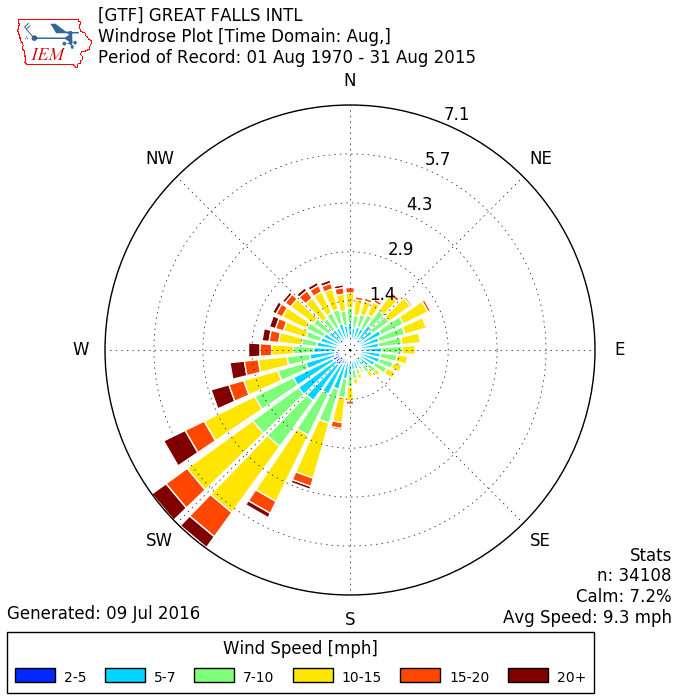 IEM
[GTF] GREAT FALLS INTL
Windrose Plot [Time Domain: Aug,]
Period of Record: 01 Aug 1970 - 31 Aug 2015
N
7.1
NW
5.7
NE
4.3
2.9
1.4
W
E
SW
SE
Stats
n: 34108
Calm: 7.2%
Generated: 09 Jul 2016
S
Avg Speed: 9.3 mph
Wind Speed [mph]
2-5 5-7 7-10 10-15 15-20 20+